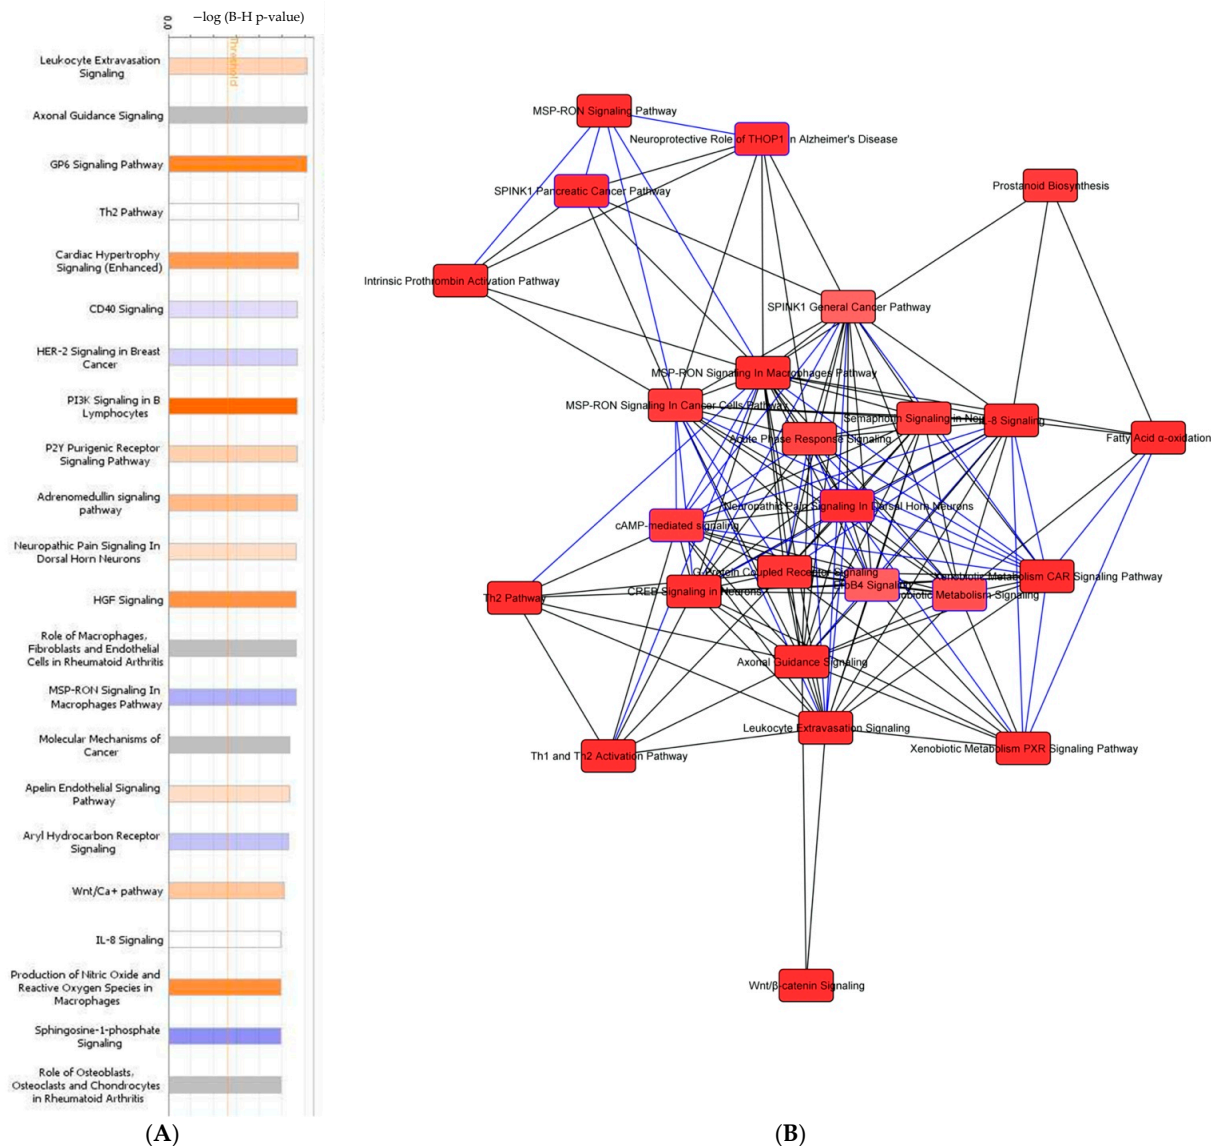 −log (B-H p-value)
0.0
Threshold
Leukocyte Extravasation
Signaling
Axonal Guidance Signaling
GP6 Signaling Pathway
Th2 Pathway
Cardiac Hypertrophy
Signaling (Enhanced)
CD40 Signaling
HER-2 Signaling in Breast
Cancer
PI3K Signaling in B
Lymphocytes
P2Y Purigenic Receptor
Signaling Pathway
Adrenomedullin signaling
pathway
Neuropathic Pain Signaling In
Dorsal Horn Neurons
HGF Signaling
Role of Macrophages,
Fibroblasts and Endothelial
Cells in Rheumatoid Arthritis
MSP-RON Signaling In
Macrophages Pathway
Molecular Mechanisms of
Cancer
Apelin Endothelial Signaling
Pathway
Aryl Hydrocarbon Receptor
Signaling
Wnt/Ca+ pathway
IL-8 Signaling
Production of Nitric Oxide and
Reactive Oxygen Species in
Macrophages
Sphingosine-1-phosphate
Signaling
Role of Osteoblasts,
Osteoclasts and Chondrocytes
in Rheumatoid Arthritis
(A)
MSP-RON Signaling Pathway
Neuroprotective Role of THOP1 in Alzheimer's Disease
SPINK1 Pancreatic Cancer Pathway
Prostanoid Biosynthesis
Intrinsic Prothrombin Activation Pathway
SPINK1 General Cancer Pathway
MSP-RON Signaling In Macrophages Pathway
MSP-RON Signaling In Cancer Cells Pathway
Semaphorin Signaling in
IL-8 Signaling
Acute Phase Response Signaling
Fatty Acid α-oxidation
Neuropathic Pain Signaling In Dorsal Horn Neurons
cAMP-mediated signaling
G-Protein Coupled Receptor Signaling
Xenobiotic Metabolism CAR Signaling Pathway
CREB Signaling in Neurons
B4 Signaling
Metabolism Signaling
Th2 Pathway
Axonal Guidance Signaling
Leukocyte Extravasation Signaling
Th1 and Th2 Activation Pathway
Xenobiotic Metabolism PXR Signaling Pathway
Wnt/β-catenin Signaling
(B)